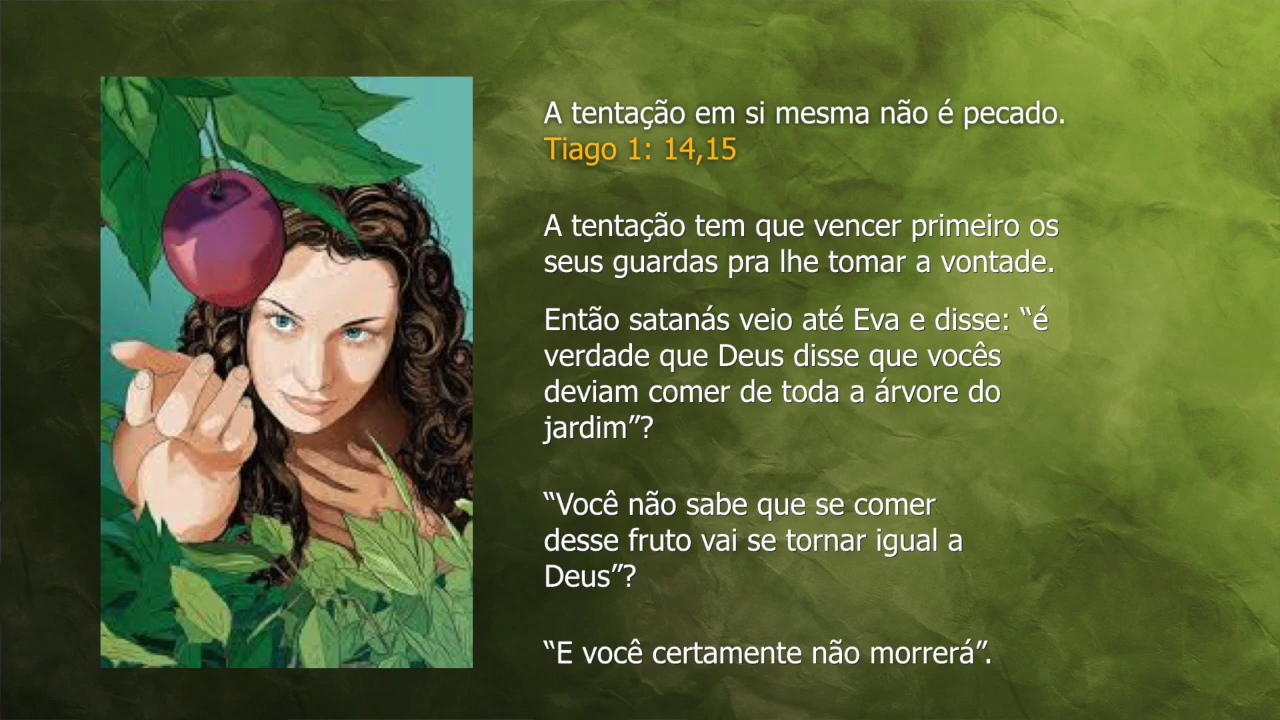 A tentação em si mesma não é pecado.
Tiago 1: 14,15
A tentação tem que vencer primeiro os
seus guardas pra lhe tomar a vontade.
Então satanás veio até Eva e disse: “é
verdade que Deus disse que vocês
deviam comer de toda a árvore do
jardim”?
“Você não sabe que se comer
desse fruto vai se tornar igual a
Deus”?
“E você certamente não morrerá”.